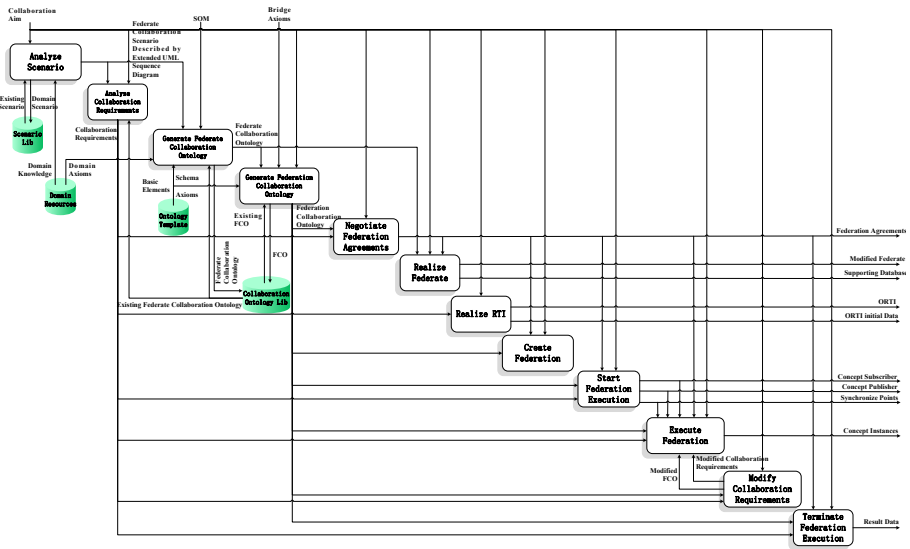 Collaboration
Aim
SOM
Bridge
Axioms
Federate
Collaboration
Scenario
Described by
Extended UML
Sequence
Diagram
Analyze
Scenario
Existing
Scenario
Domain
Scenario
Analyze
Collaboration
Requirements
Scenario
Lib
Collaboration
Requirements
Generate Federate
Collaboration
Ontology
Federate
Collaboration
Ontology
Domain
Knowledge
Domain
Axioms
Domain
Resources
Basic
Elements
Schema
Axioms
Generate Federation
Collaboration
Ontology
Ontology
Template
Existing
FCO
Federation
Collaboration
Ontology
Negotiate
Federation
Agreements
Federation Agreements
Federate
Collaboration
Ontology
FCO
Realize
Federate
Modified Federate
Supporting Database
Collaboration
Ontology Lib
Existing Federate Collaboration Ontology
Realize RTI
ORTI
ORTI initial Data
Create
Federation
Start
Federation
Execution
Concept Subscriber
Concept Publisher
Synchronize Points
Execute
Federation
Concept Instances
Modified
FCO
Modified Collaboration
Requirements
Modify
Collaboration
Requirements
Terminate
Federation
Execution
Result Data